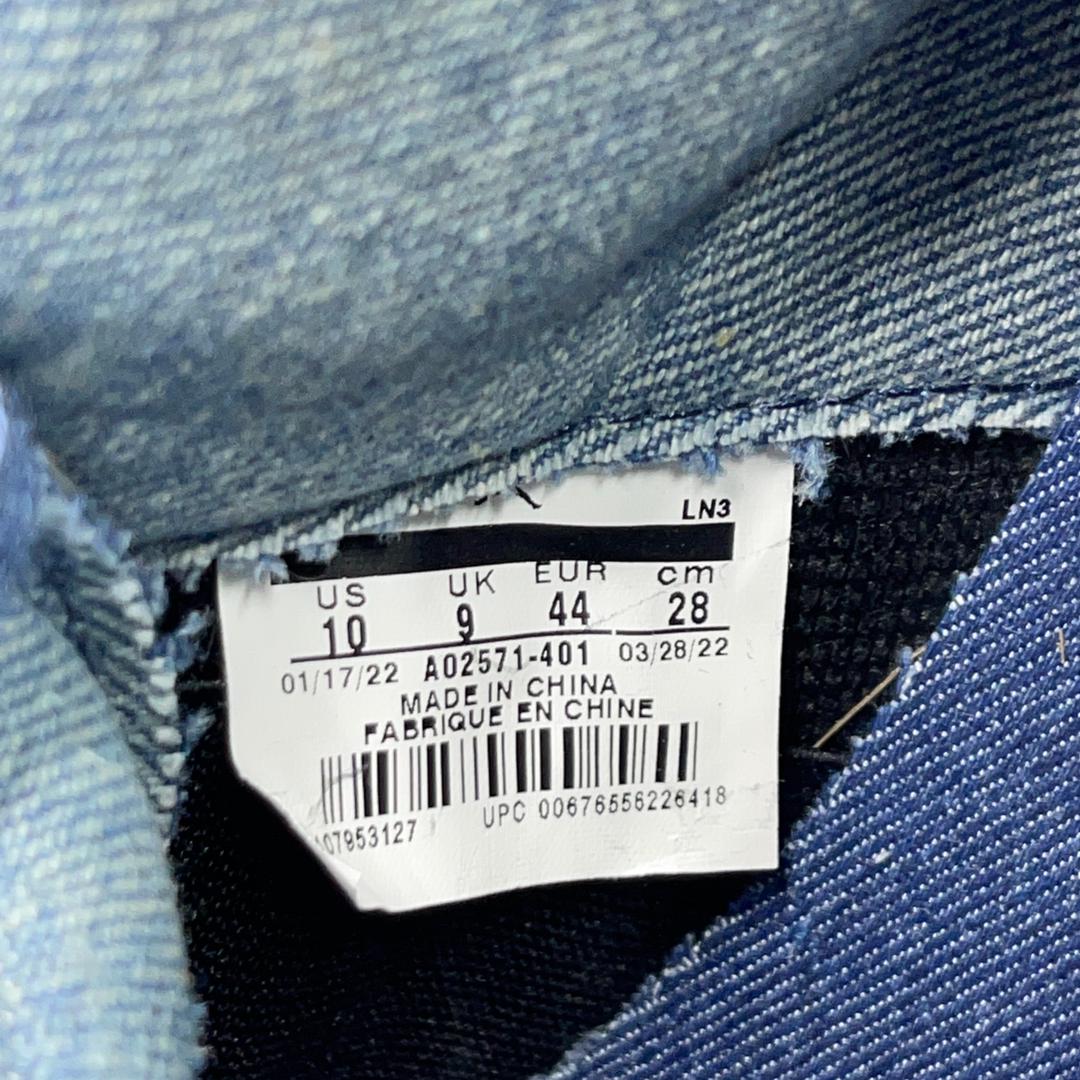 LN3
US UK EUR cm
10 9 44 28
01/17/22 A02571-401 03/28/22
MADE IN CHINA
FABRIQUE EN CHINE
UPC 00676556226418
07953127